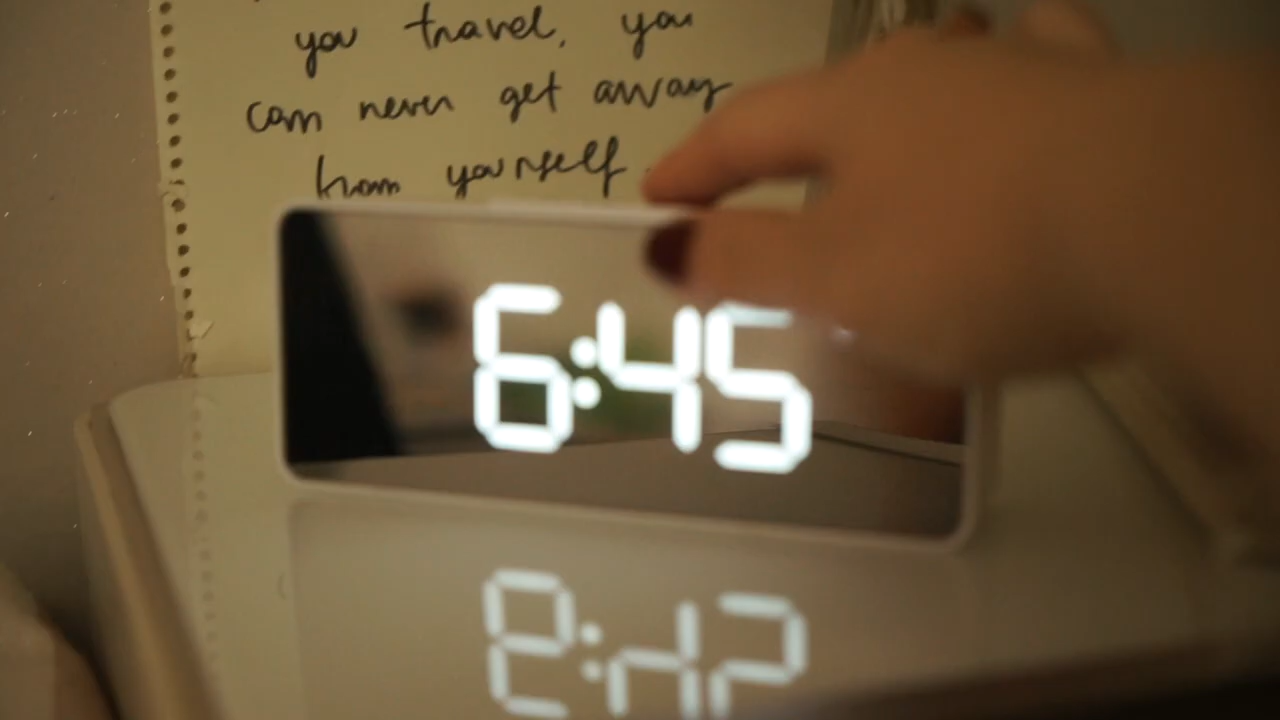 you travel, you
can never get away
from yourself.
6:45